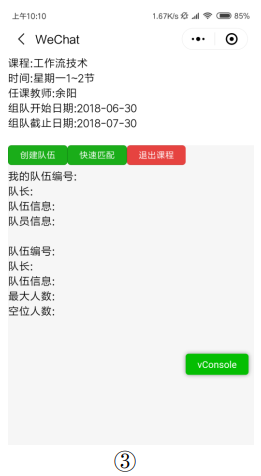 上午10:10 1.67K/s 85%
WeChat
课程:工作流技术
时间:星期一1~2节
任课教师:余阳
组队开始日期:2018-06-30
组队截止日期:2018-07-30
创建队伍 快速匹配 退出课程
我的队伍编号:
队长:
队伍信息:
队员信息:
队伍编号:
队长:
队伍信息:
最大人数:
空位人数:
vConsole
③